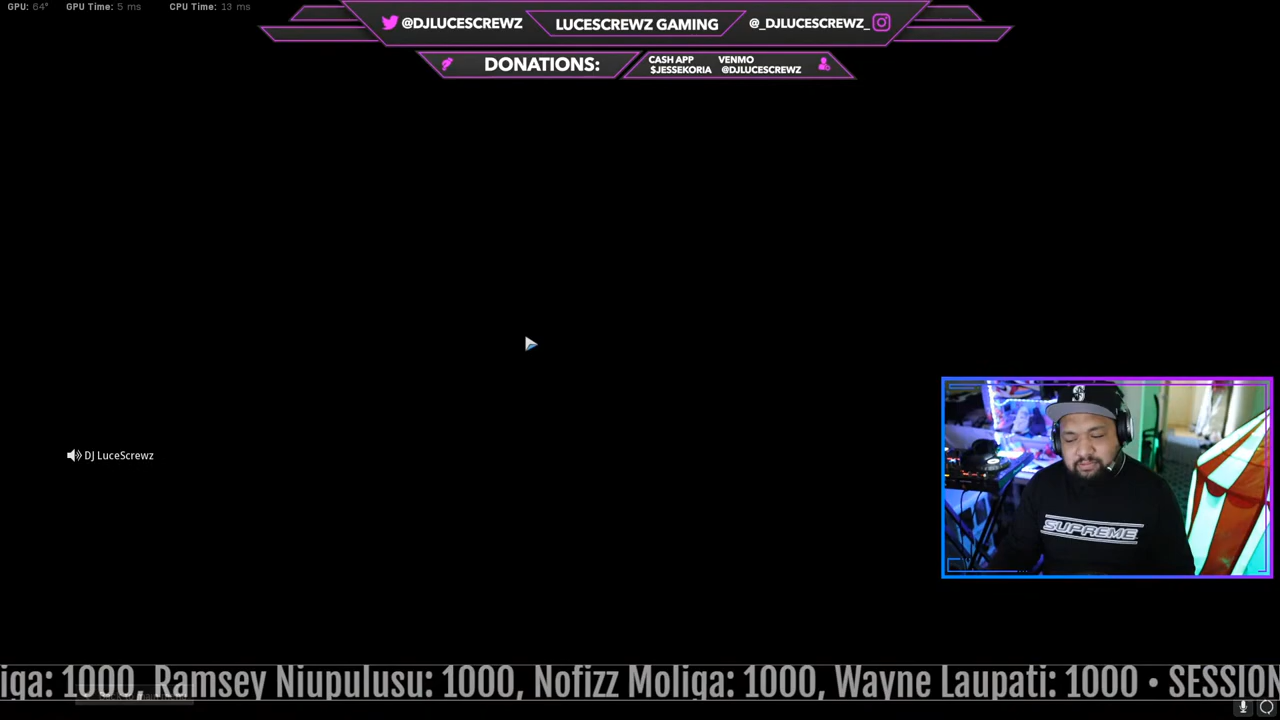 GPU: 64° GPU Time: 5 ms CPU Time: 13 ms
@DJLUCESCREWZ
LUCESCREWZ GAMING
@_DJLUCESCREWZ_
DONATIONS:
CASH APP
$JESSEKORIA
VENMO
@DJLUCESCREWZ
DJ LuceScrewz
SUPREME
iga: 1000, Ramsey Niupulusu: 1000, Nofizz Moliga: 1000, Wayne Laupati: 1000 • SESSION